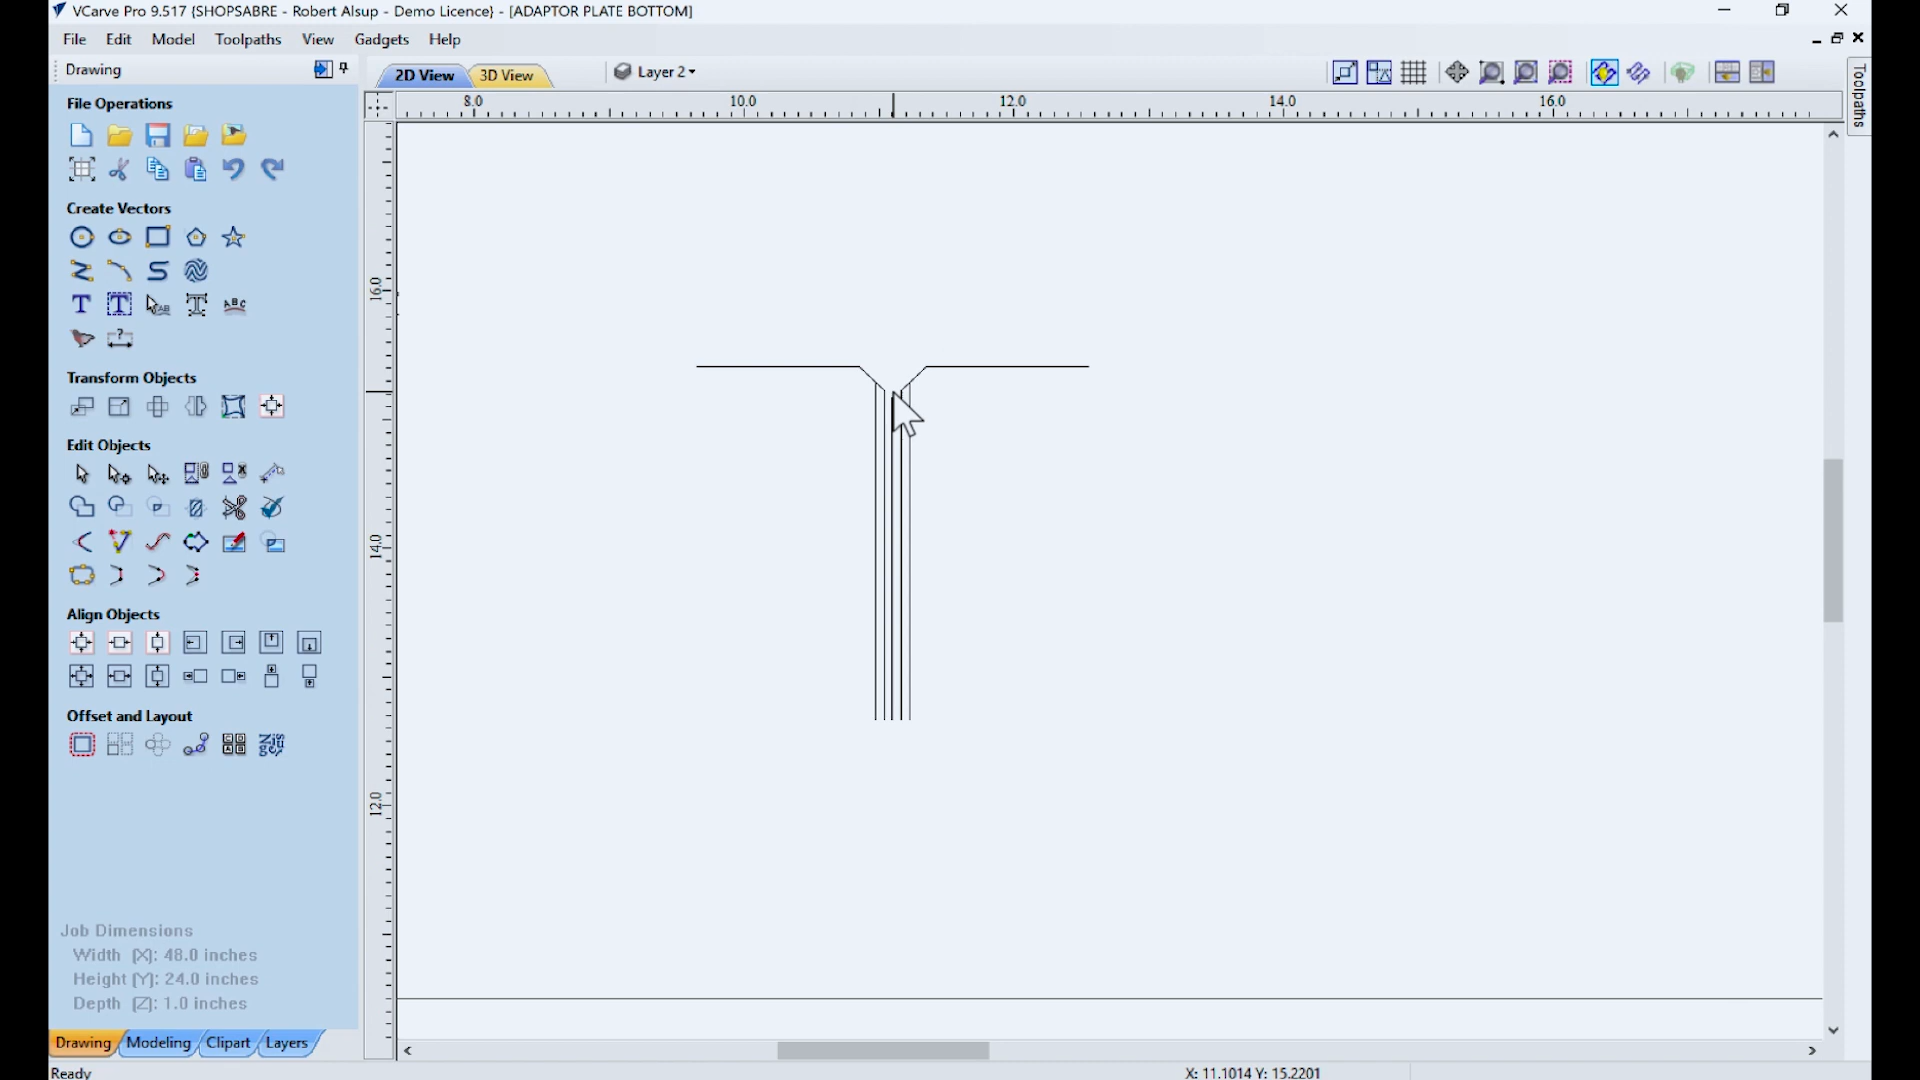 VCarve Pro 9.517 {SHOPSABRE - Robert Alsup - Demo Licence} - [ADAPTOR PLATE BOTTOM]
File Edit Model Toolpaths View Gadgets Help
Drawing
2D View 3D View Layer 2
Toolpaths
8.0 10.0 12.0 14.0 16.0
16.0
14.0
12.0
File Operations
Create Vectors
Transform Objects
Edit Objects
Align Objects
Offset and Layout
Job Dimensions
Width (X): 48.0 inches
Height (Y): 24.0 inches
Depth (Z): 1.0 inches
Drawing Modeling Clipart Layers
Ready
X: 11.1014 Y: 15.2201